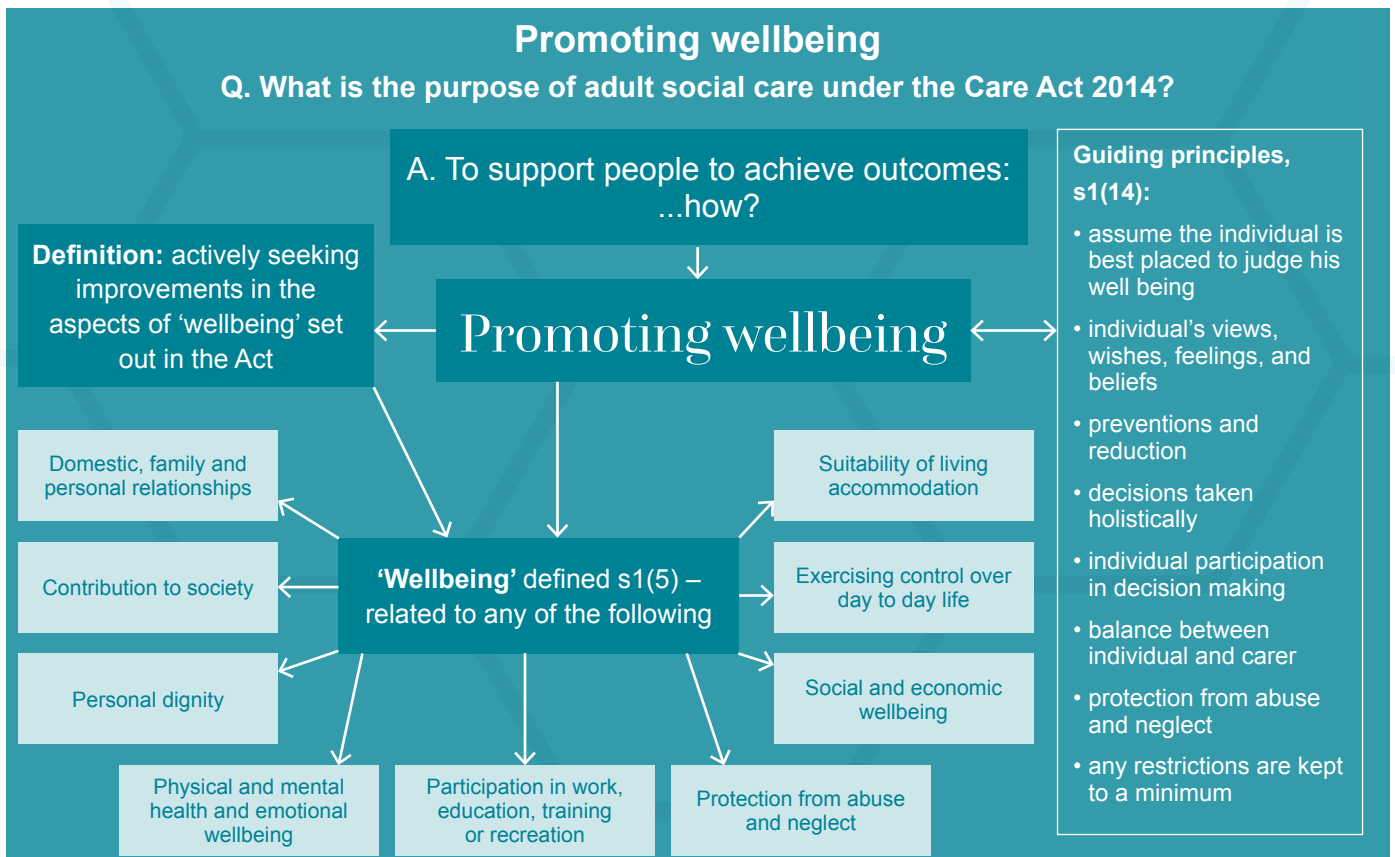 Promoting wellbeing
Q. What is the purpose of adult social care under the Care Act 2014?
A. To support people to achieve outcomes:
...how?
Definition: actively seeking
improvements in the
aspects of ‘wellbeing’ set
out in the Act
Promoting wellbeing
Guiding principles,
s1(14):
• assume the individual is
best placed to judge his
well being
• individual’s views,
wishes, feelings, and
beliefs
• preventions and
reduction
• decisions taken
holistically
• individual participation
in decision making
• balance between
individual and carer
• protection from abuse
and neglect
• any restrictions are kept
to a minimum
Domestic, family and
personal relationships
Contribution to society
Personal dignity
‘Wellbeing’ defined s1(5) –
related to any of the following
Suitability of living
accommodation
Exercising control over
day to day life
Social and economic
wellbeing
Physical and mental
health and emotional
wellbeing
Participation in work,
education, training
or recreation
Protection from abuse
and neglect